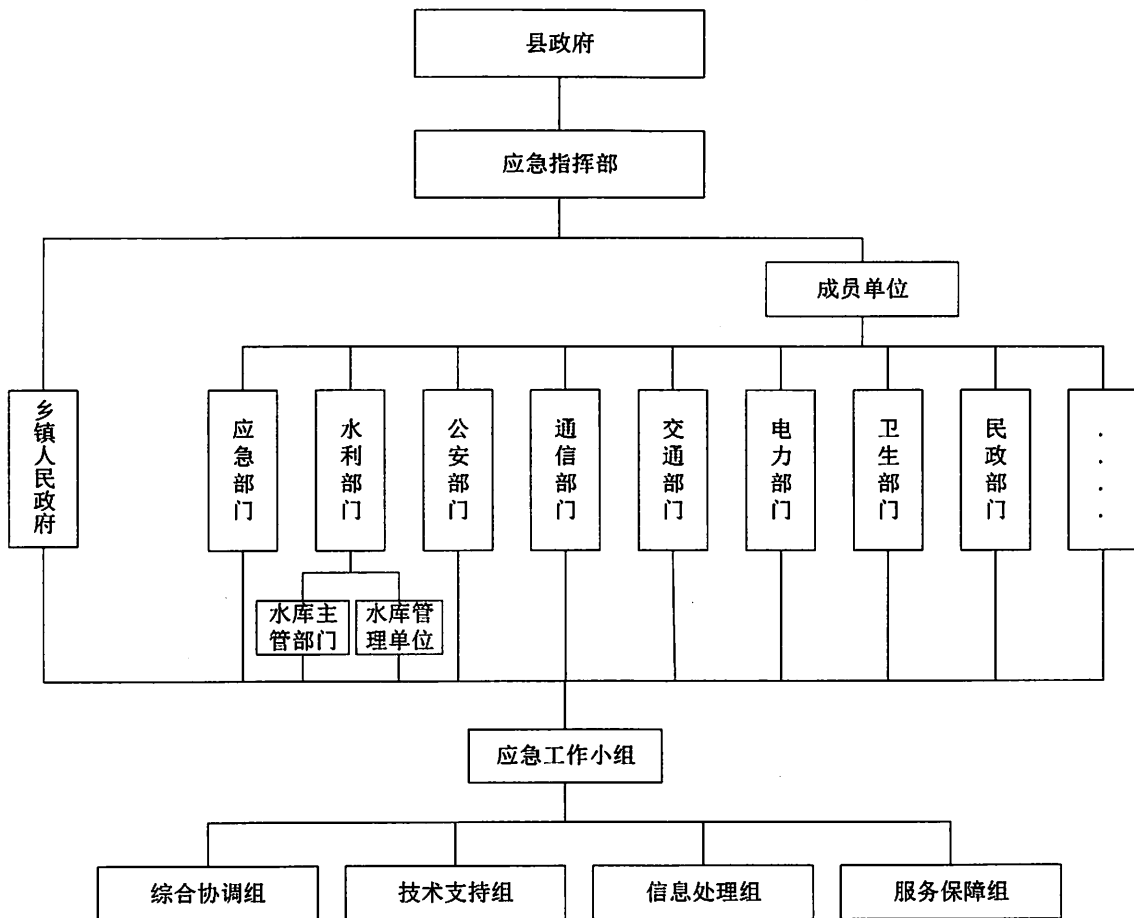 县政府
应急指挥部
成员单位
乡镇人民政府
应急部门
水利部门
公安部门
通信部门
交通部门
电力部门
卫生部门
民政部门
....
水库主
管部门
水库管
理单位
应急工作小组
综合协调组
技术支持组
信息处理组
服务保障组